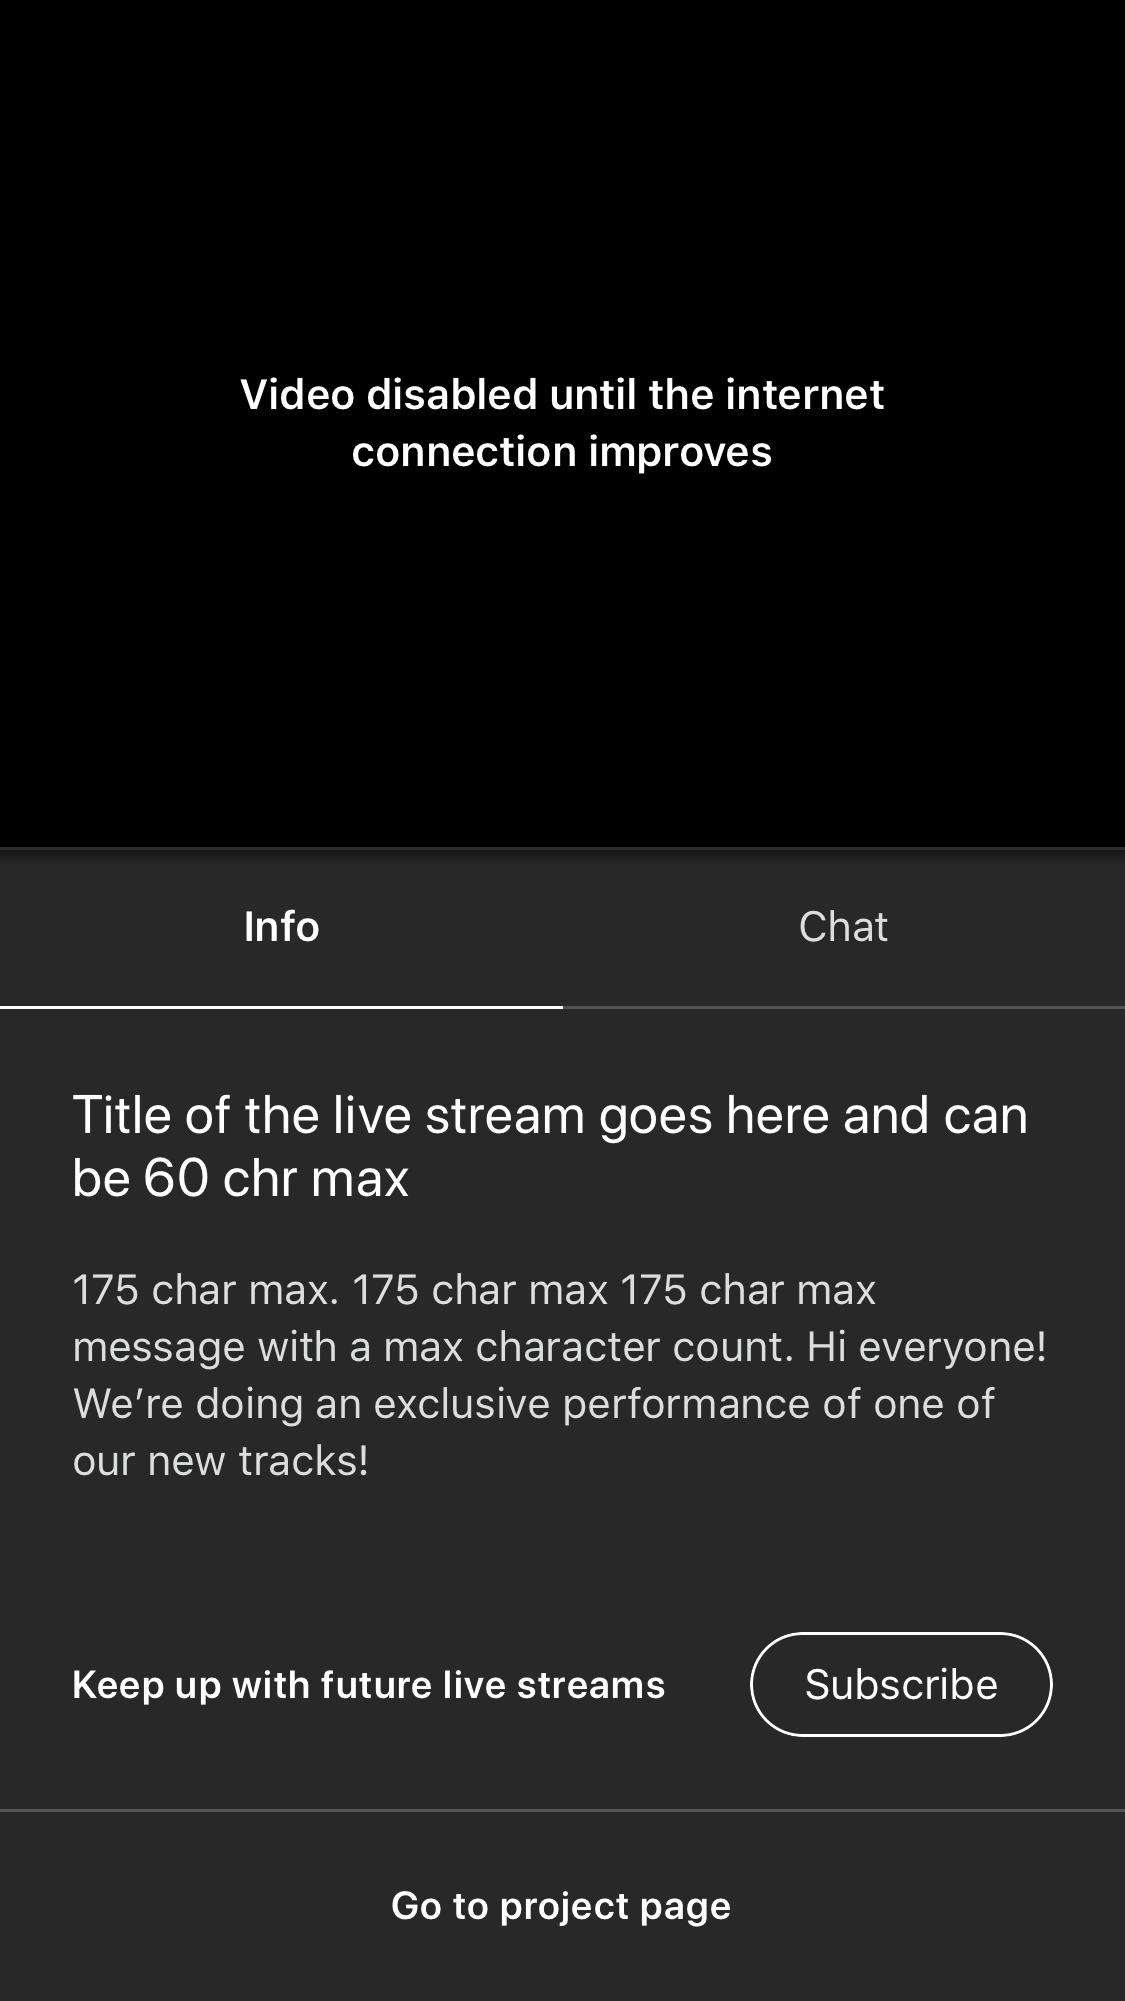 Video disabled until the internet
connection improves
Info
Chat
Title of the live stream goes here and can
be 60 chr max
175 char max. 175 char max 175 char max
message with a max character count. Hi everyone!
We’re doing an exclusive performance of one of
our new tracks!
Keep up with future live streams
Subscribe
Go to project page